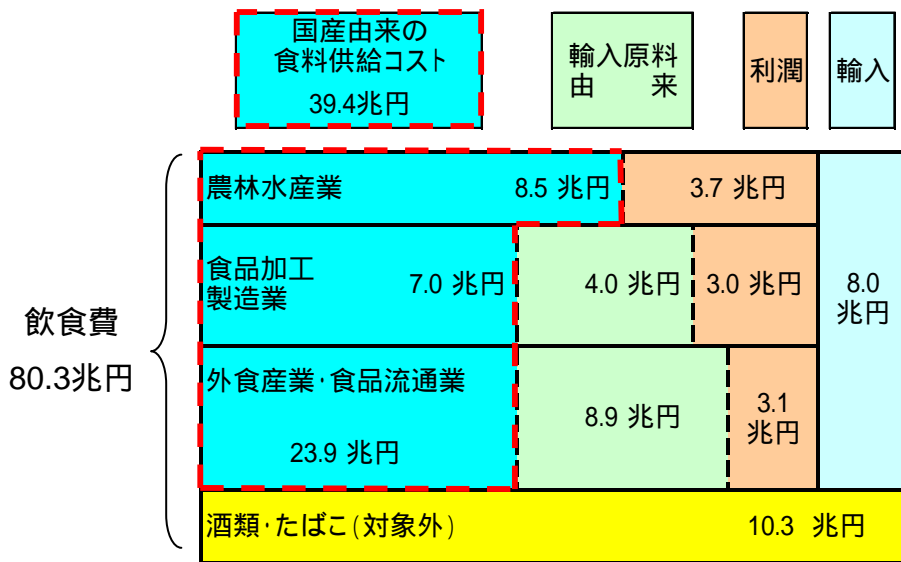 国産由来の
食料供給コスト
39.4兆円
輸入原料
由　　来
利潤
輸入
農林水産業 8.5 兆円 3.7 兆円
食品加工
製造業
7.0 兆円 4.0 兆円 3.0 兆円
8.0
兆円
飲食費
80.3兆円
外食産業・食品流通業
23.9 兆円
8.9 兆円
3.1
兆円
酒類・たばこ(対象外) 10.3 兆円